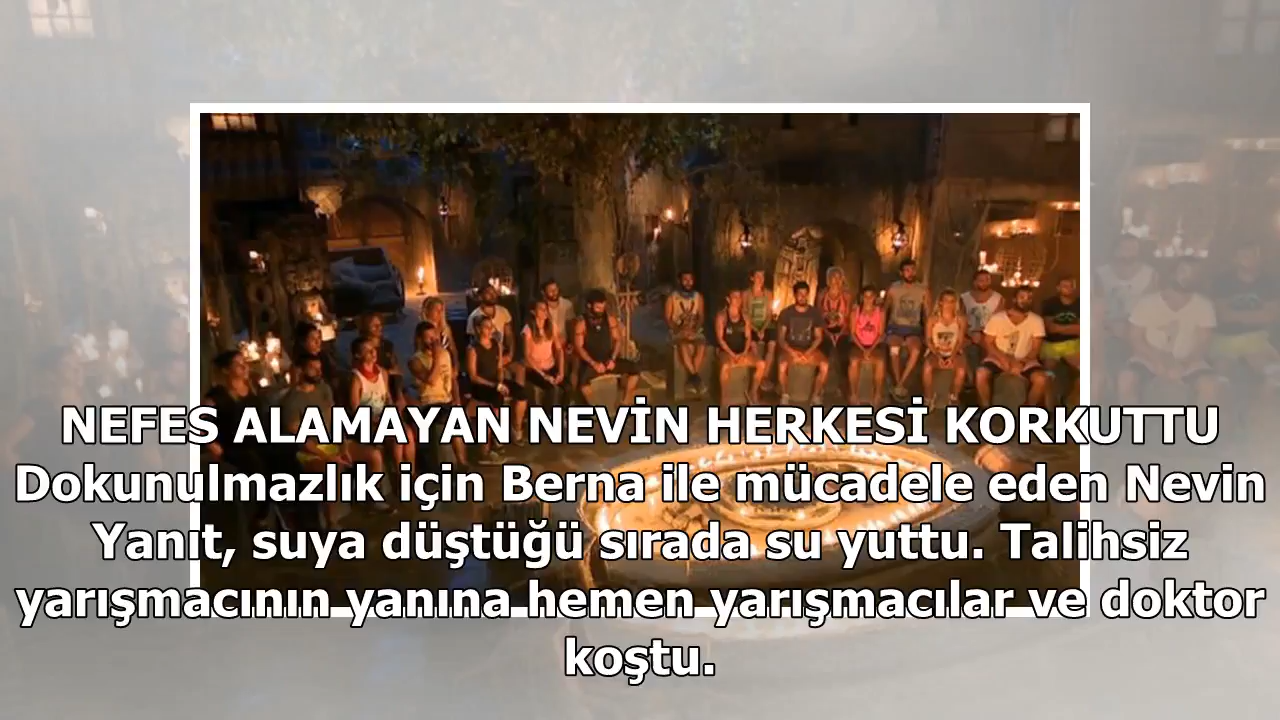 NEFES ALAMAYAN NEVİN HERKESİ KORKUTTU
Dokunulmazlık için Berna ile mücadele eden Nevin
Yanıt, suya düştüğü sırada su yuttu. Talihsiz
yarışmacının yanına hemen yarışmacılar ve doktor
koştu.